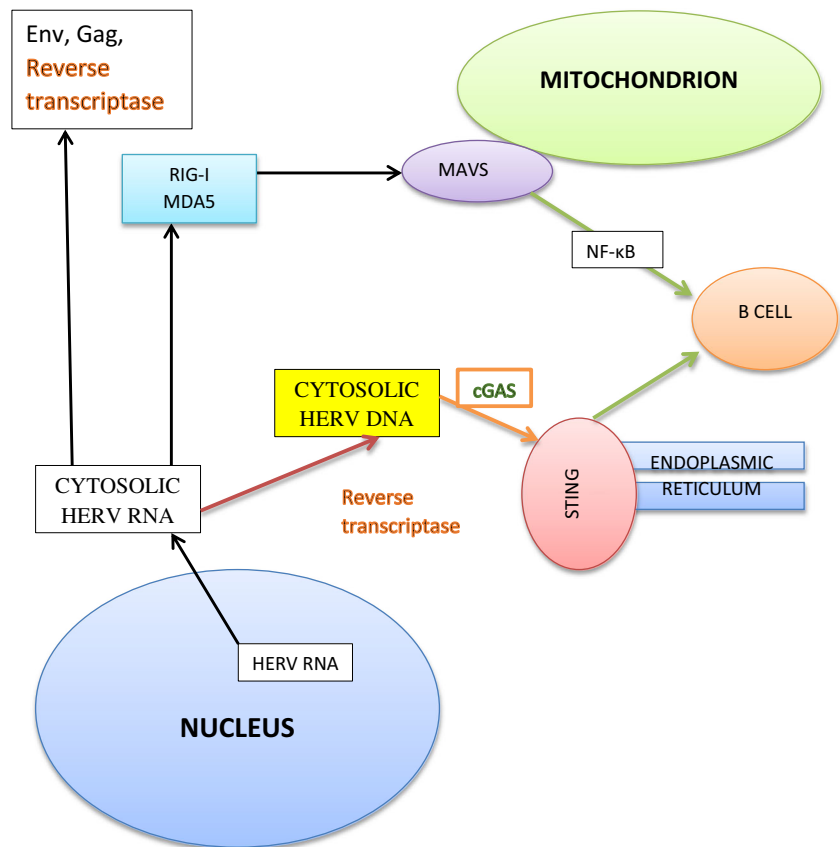 Env, Gag,
Reverse
transcriptase
MITOCHONDRION
RIG-I
MDA5
MAVS
NF-κB
B CELL
CYTOSOLIC
HERV DNA
cGAS
ENDOPLASMIC
RETICULUM
STING
CYTOSOLIC
HERV RNA
Reverse
transcriptase
HERV RNA
NUCLEUS